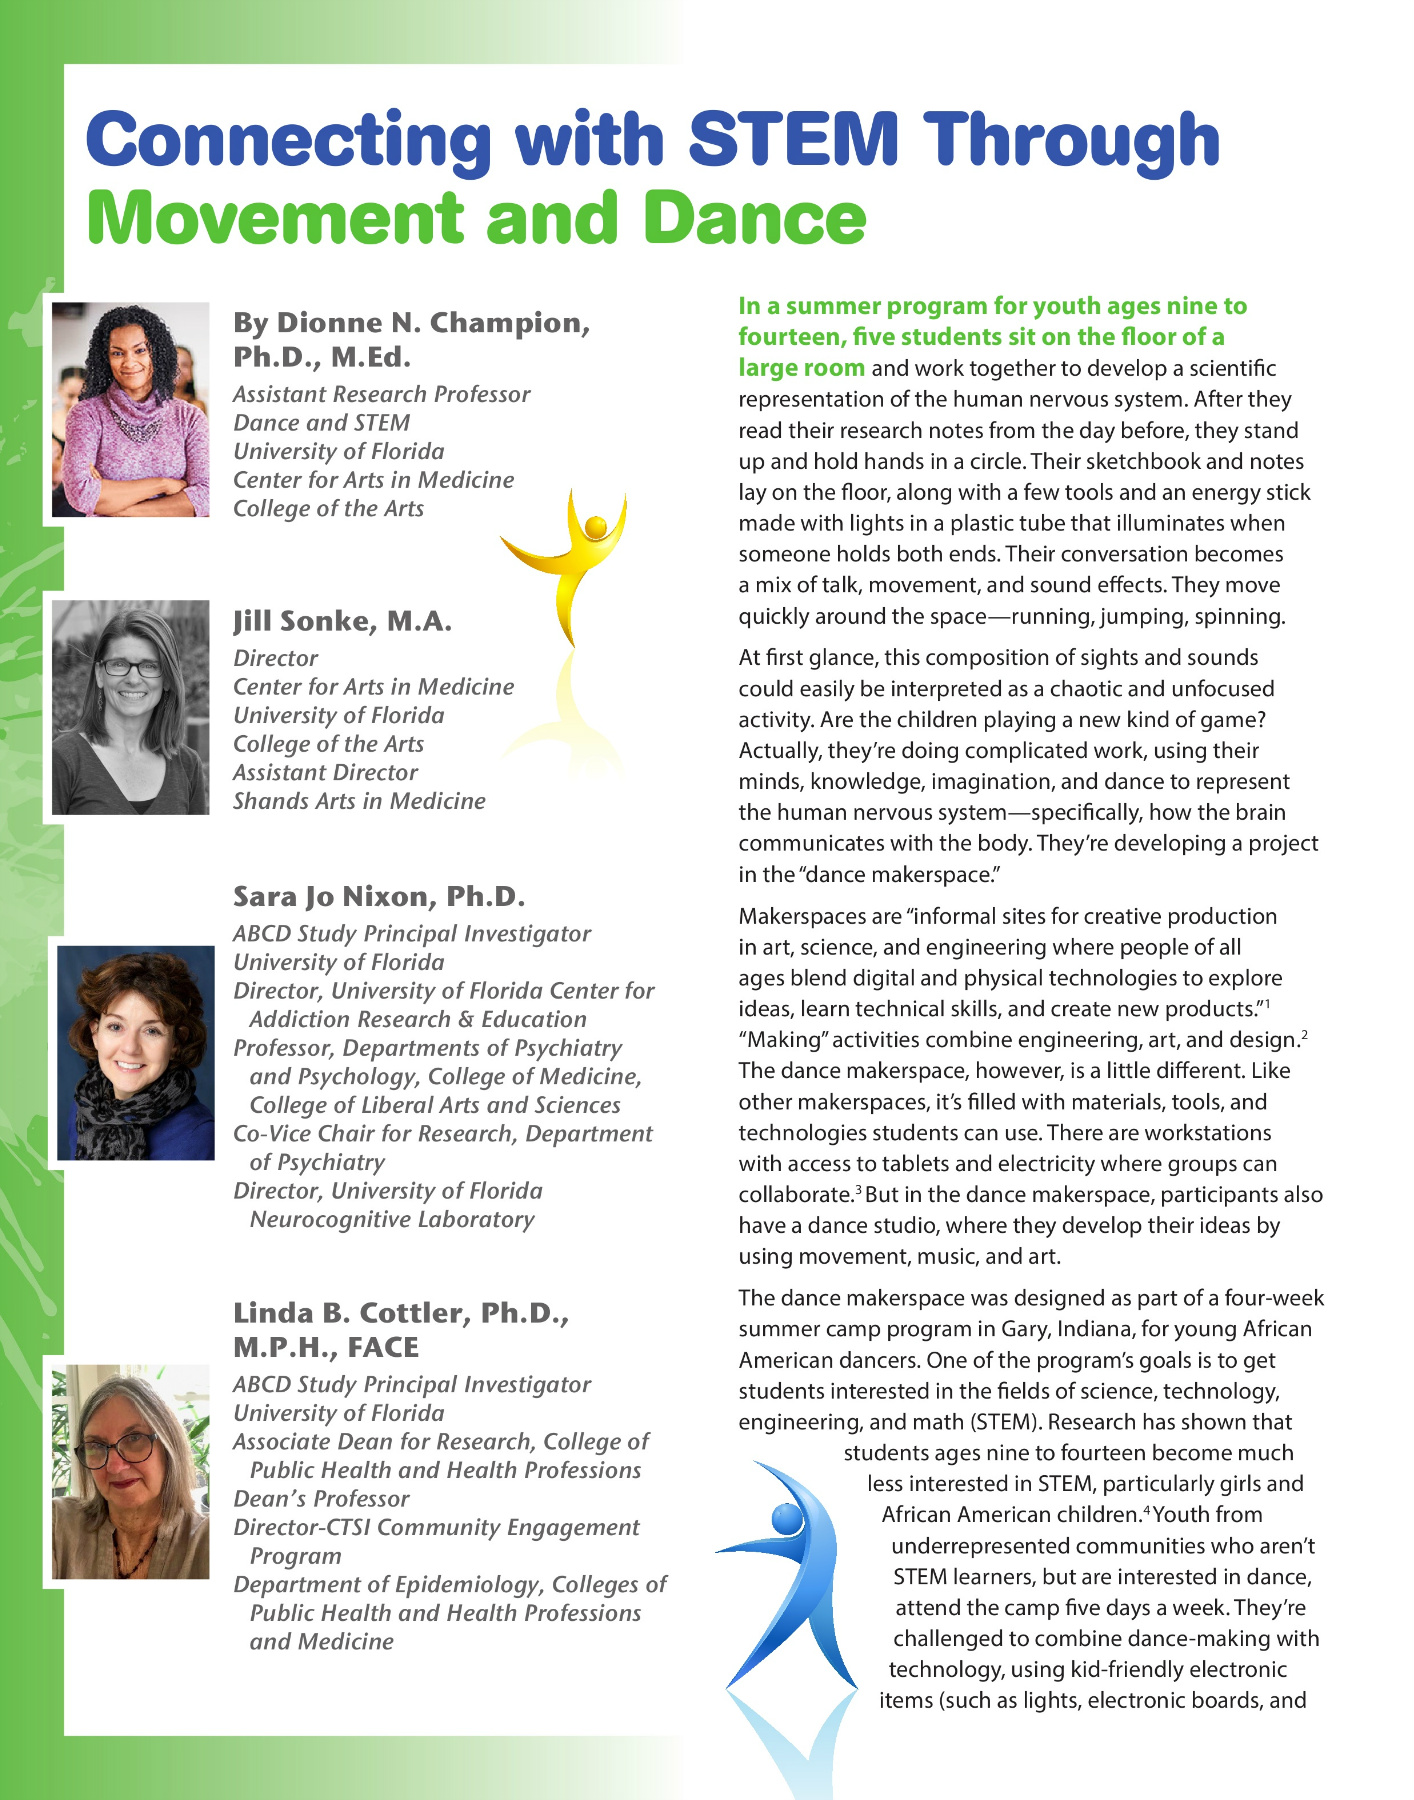 Connecting with STEM Through
Movement and Dance
By Dionne N. Champion,
Ph.D., M.Ed.
Assistant Research Professor
Dance and STEM
University of Florida
Center for Arts in Medicine
College of the Arts
Jill Sonke, M.A.
Director
Center for Arts in Medicine
University of Florida
College of the Arts
Assistant Director
Shands Arts in Medicine
Sara Jo Nixon, Ph.D.
ABCD Study Principal Investigator
University of Florida
Director, University of Florida Center for
Addiction Research & Education
Professor, Departments of Psychiatry
and Psychology, College of Medicine,
College of Liberal Arts and Sciences
Co-Vice Chair for Research, Department
of Psychiatry
Director, University of Florida
Neurocognitive Laboratory
Linda B. Cottler, Ph.D.,
M.P.H., FACE
ABCD Study Principal Investigator
University of Florida
Associate Dean for Research, College of
Public Health and Health Professions
Dean's Professor
Director-CTSI Community Engagement
Program
Department of Epidemiology, Colleges of
Public Health and Health Professions
and Medicine
In a summer program for youth ages nine to
fourteen, five students sit on the floor of a
large room and work together to develop a scientific
representation of the human nervous system. After they
read their research notes from the day before, they stand
up and hold hands in a circle. Their sketchbook and notes
lay on the floor, along with a few tools and an energy stick
made with lights in a plastic tube that illuminates when
someone holds both ends. Their conversation becomes
a mix of talk, movement, and sound effects. They move
quickly around the space—running, jumping, spinning.
At first glance, this composition of sights and sounds
could easily be interpreted as a chaotic and unfocused
activity. Are the children playing a new kind of game?
Actually, they're doing complicated work, using their
minds, knowledge, imagination, and dance to represent
the human nervous system—specifically, how the brain
communicates with the body. They're developing a project
in the "dance makerspace."
Makerspaces are "informal sites for creative production
in art, science, and engineering where people of all
ages blend digital and physical technologies to explore
ideas, learn technical skills, and create new products."1
"Making" activities combine engineering, art, and design.2
The dance makerspace, however, is a little different. Like
other makerspaces, it's filled with materials, tools, and
technologies students can use. There are workstations
with access to tablets and electricity where groups can
collaborate.3 But in the dance makerspace, participants also
have a dance studio, where they develop their ideas by
using movement, music, and art.
The dance makerspace was designed as part of a four-week
summer camp program in Gary, Indiana, for young African
American dancers. One of the program's goals is to get
students interested in the fields of science, technology,
engineering, and math (STEM). Research has shown that
students ages nine to fourteen become much
less interested in STEM, particularly girls and
African American children.4 Youth from
underrepresented communities who aren't
STEM learners, but are interested in dance,
attend the camp five days a week. They're
challenged to combine dance-making with
technology, using kid-friendly electronic
items (such as lights, electronic boards, and